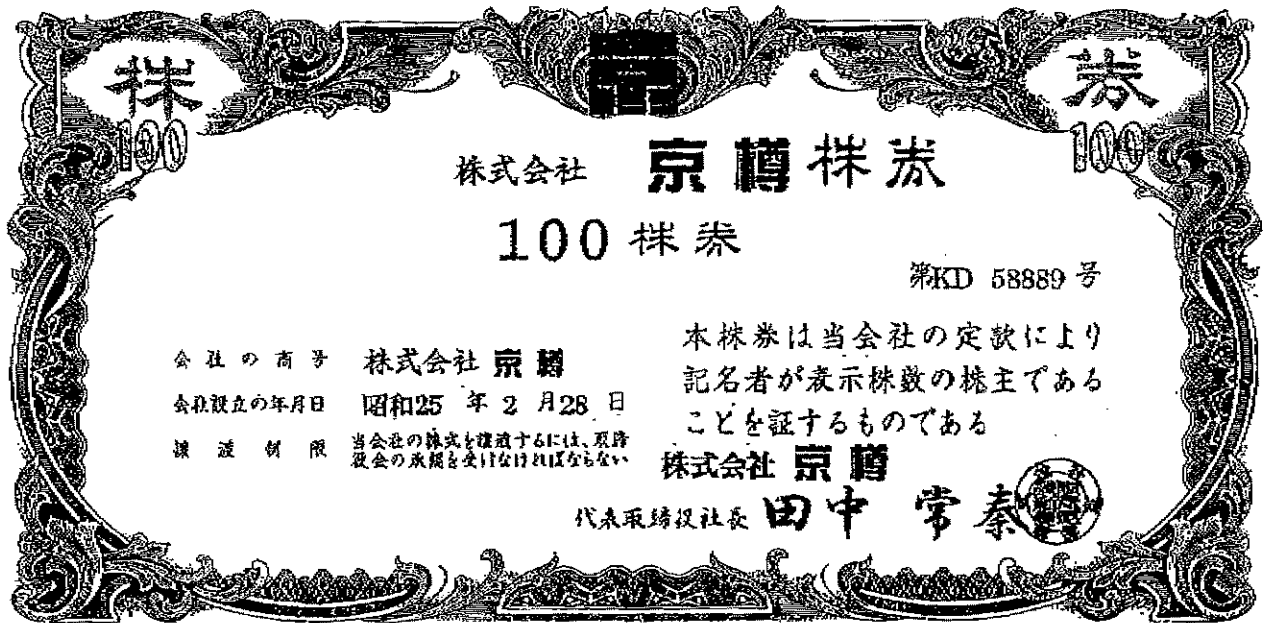 株 券
100 100
株式会社 京樽株券
100株券
第KD 58889 号
本株券は当会社の定款により
記名者が表示株数の株主である
ことを証するものである
会社の商号 株式会社 京樽
会社設立の年月日 昭和25 年 2 月28 日
譲渡制限 当会社の株式を譲渡するには、取締
役会の承認を受けなければならない
株式会社 京樽
代表取締役社長 田中 常泰